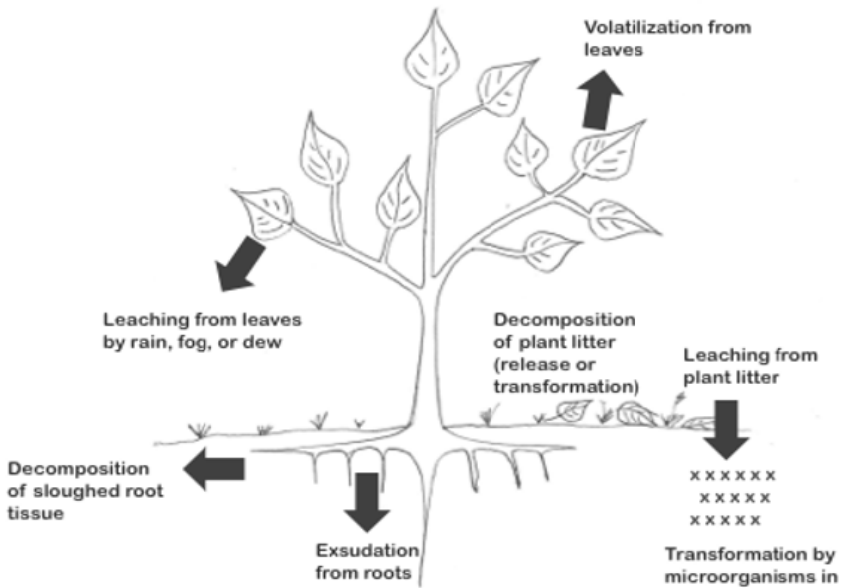 Volatilization from
leaves
Leaching from leaves
by rain, fog, or dew
Decomposition
of plant litter
(release or
transformation)
Leaching from
plant litter
Decomposition
of sloughed root
tissue
Exsudation
from roots
x x x x x x
x x x x x
x x x x x
Transformation by
microorganisms in